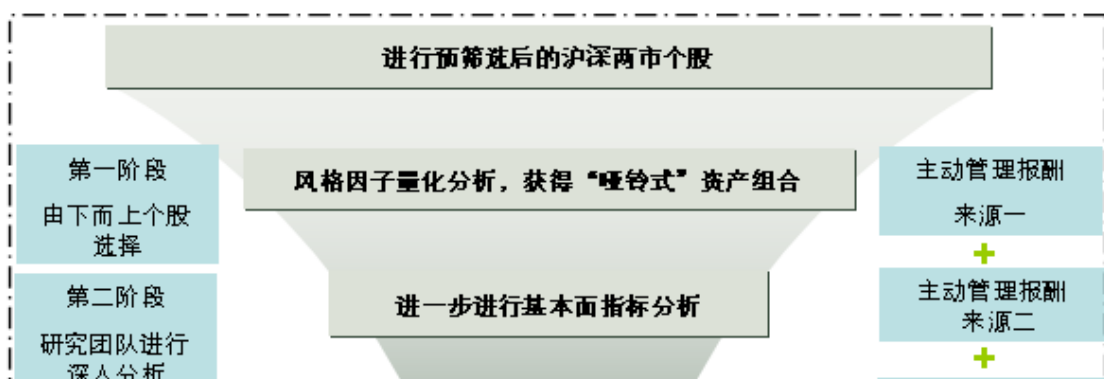 进行预筛选后的沪深两市个股
第一阶段
由下而上个股
选择
风格因子量化分析，获得“哑铃式”资产组合
主动管理报酬
来源一
+
第二阶段
研究团队进行
深入分析
进一步进行基本面指标分析
主动管理报酬
来源二
+